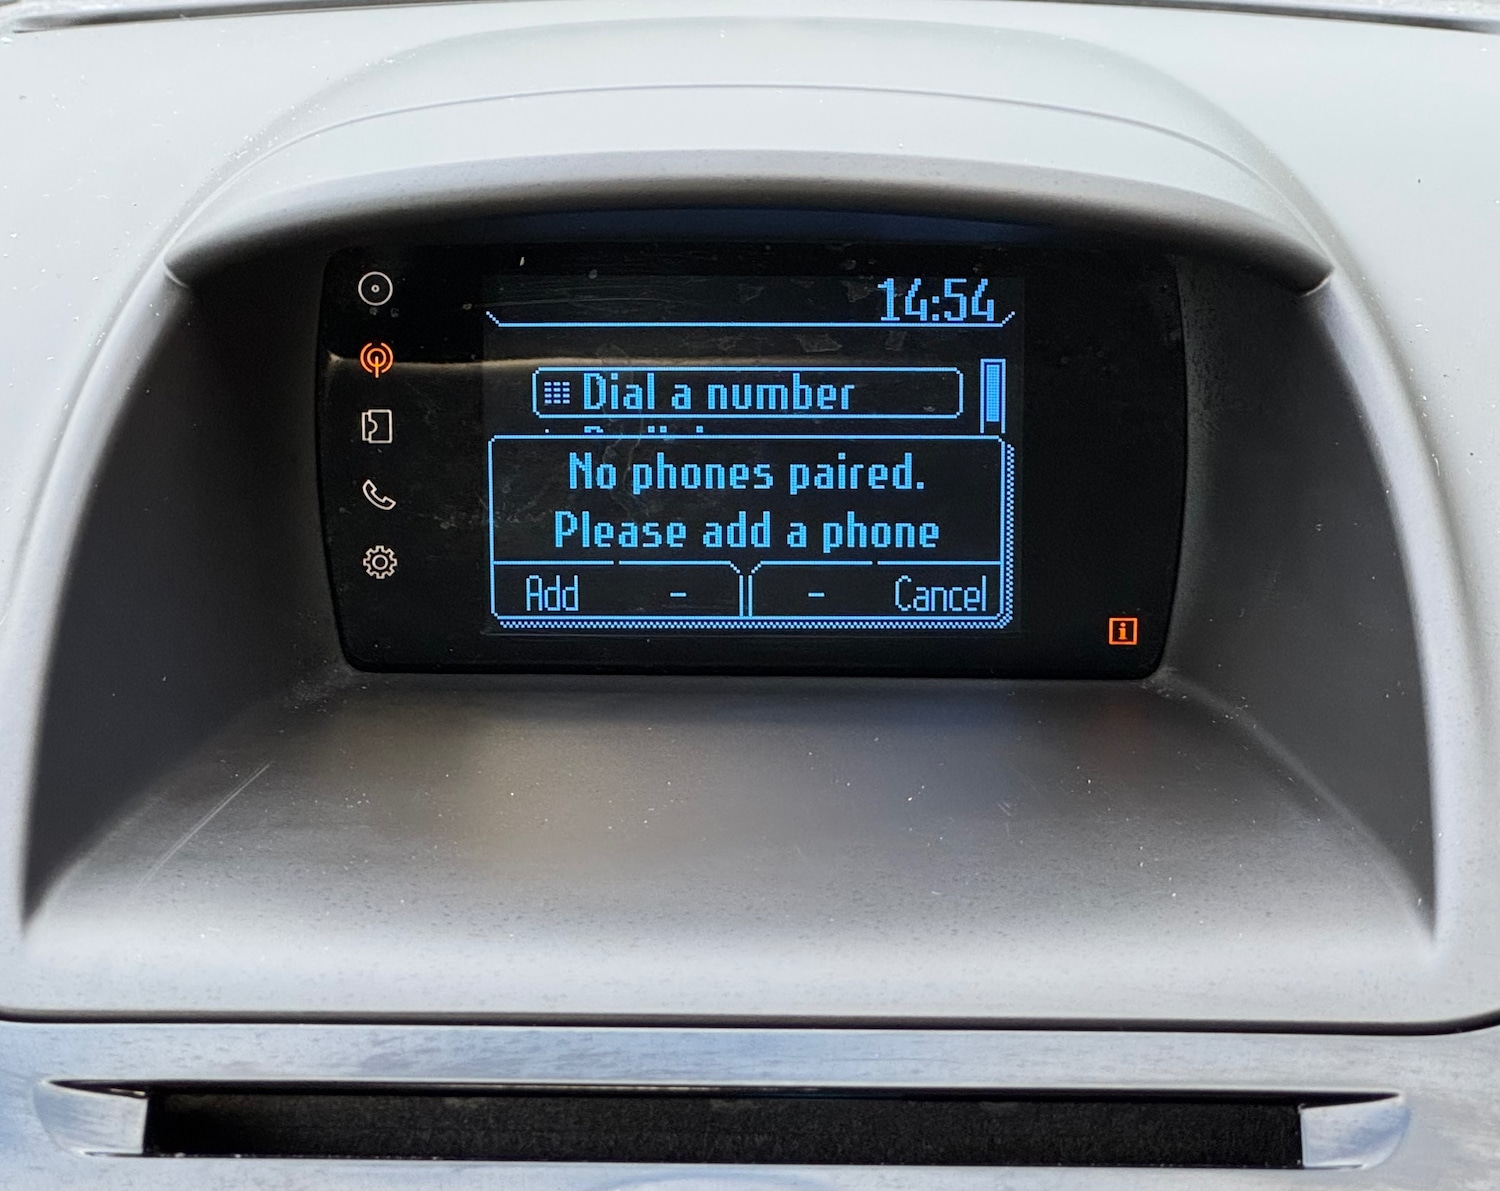 14:54
Dial a number
No phones paired.
Please add a phone
Add - - Cancel
i